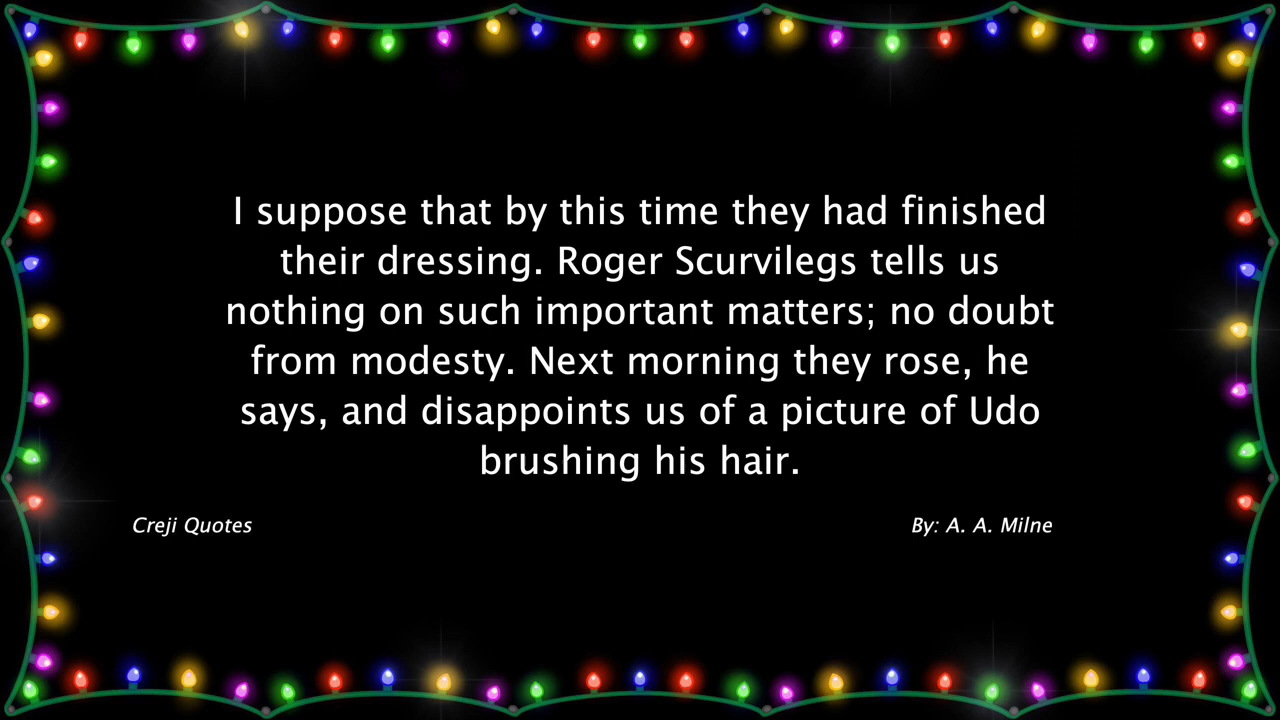 I suppose that by this time they had finished
their dressing. Roger Scurvilegs tells us
nothing on such important matters; no doubt
from modesty. Next morning they rose, he
says, and disappoints us of a picture of Udo
brushing his hair.
Creji Quotes
By: A. A. Milne